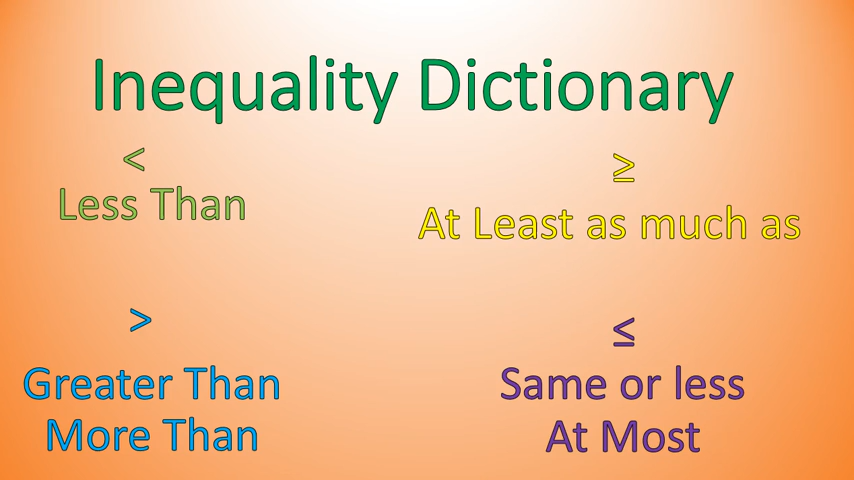 Inequality Dictionary
<
Less Than
≥
At Least as much as
>
Greater Than
More Than
≤
Same or less
At Most